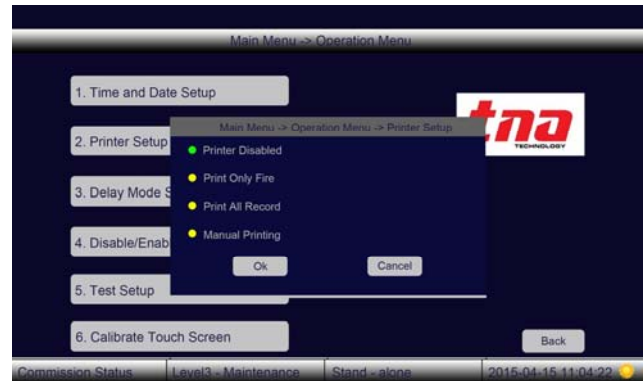 Main Menu -> Operation Menu
1. Time and Date Setup
tna
TECHNOLOGY
2. Printer Setup
Main Menu -> Operation Menu -> Printer Setup
Printer Disabled
Print Only Fire
3. Delay Mode S
Print All Record
Manual Printing
4. Disable/Enab
Ok
Cancel
5. Test Setup
6. Calibrate Touch Screen
Back
Commission Status
Level3 - Maintenance
Stand - alone
2015-04-15 11:04:22